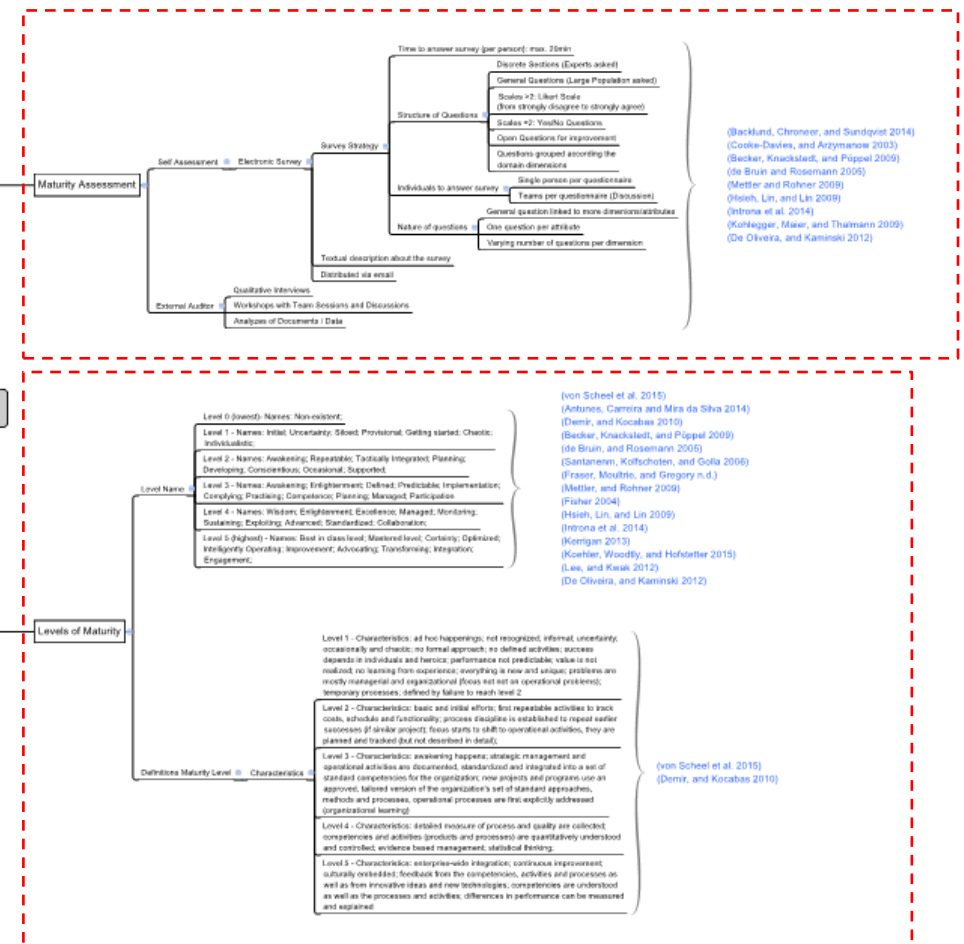 Time to answer survey (per person): max. 20min
Discrete Sections (Experts asked)
General Questions (Large Population asked)
Scales >2: Likert Scale
(from strongly disagree to strongly agree)
Structure of Questions
Scales =2: Yes/No Questions
Open Questions for improvement
Questions grouped according the
domain dimensions
Survey Strategy
Self Assessment
Electronic Survey
Single person per questionnaire
Individuals to answer survey
Teams per questionnaire (Discussion)
General question linked to more dimensions/attributes
Nature of questions
One question per attribute
Varying number of questions per dimension
Textual description about the survey
Distributed via email
Maturity Assessment
Qualitative Interviews
External Auditor
Workshops with Team Sessions and Discussions
Analyzes of Documents / Data
(Backlund, Chroneer, and Sundqvist 2014)
(Cooke-Davies, and Arzymanow 2003)
(Becker, Knackstedt, and Pöppel 2009)
(de Bruin and Rosemann 2005)
(Mettler and Rohner 2009)
(Hsieh, Lin, and Lin 2009)
(Introna et al. 2014)
(Kohlegger, Maier, and Thalmann 2009)
(De Oliveira, and Kaminski 2012)
Level 0 (lowest)- Names: Non-existent;
Level 1 - Names: Initial; Uncertainty; Siloed; Provisional; Getting started; Chaotic;
Individualistic;
Level 2 - Names: Awakening; Repeatable; Tactically Integrated; Planning;
Developing; Conscientious; Occasional; Supported;
Level Name
Level 3 - Names: Awakening; Enlightenment; Defined; Predictable; Implementation;
Complying; Practising; Competence; Planning; Managed; Participation
Level 4 - Names: Wisdom; Enlightenment; Excellence; Managed; Monitoring;
Sustaining; Exploiting; Advanced; Standardized; Collaboration;
Level 5 (highest) - Names: Best in class level; Mastered level; Certainty; Optimized;
Intelligently Operating; Improvement; Advocating; Transforming; Integration;
Engagement;
(von Scheel et al. 2015)
(Antunes, Carreira and Mira da Silva 2014)
(Demir, and Kocabas 2010)
(Becker, Knackstedt, and Pöppel 2009)
(de Bruin, and Rosemann 2005)
(Santanenm, Kolfschoten, and Golla 2006)
(Fraser, Moultrie, and Gregory n.d.)
(Mettler, and Rohner 2009)
(Fisher 2004)
(Hsieh, Lin, and Lin 2009)
(Introna et al. 2014)
(Kerrigan 2013)
(Koehler, Woodtly, and Hofstetter 2015)
(Lee, and Kwak 2012)
(De Oliveira, and Kaminski 2012)
Levels of Maturity
Level 1 - Characteristics: ad hoc happenings; not recognized; informal; uncertainty;
occasionally and chaotic; no formal approach; no defined activities; success
depends in individuals and heroics; performance not predictable; value is not
realized; no learning from experience; everything is new and unique; problems are
mostly managerial and organizational (focus not not on operational problems);
temporary processes; defined by failure to reach level 2
Level 2 - Characteristics: basic and initial efforts; first repeatable activities to track
costs, schedule and functionality; process discipline is established to repeat earlier
successes (if similar project); focus starts to shift to operational activities, they are
planned and tracked (but not described in detail);
Definitions Maturity Level
Characteristics
Level 3 - Characteristics: awakening happens; strategic management and
operational activities are documented, standardized and integrated into a set of
standard competencies for the organization; new projects and programs use an
approved, tailored version of the organization's set of standard approaches,
methods and processes, operational processes are first explicitly addressed
(organizational learning)
Level 4 - Characteristics: detailed measure of process and quality are collected;
competencies and activities (products and processes) are quantitatively understood
and controlled; evidence based management; statistical thinking;
Level 5 - Characteristics: enterprise-wide integration; continuous improvement;
culturally embedded; feedback from the competencies, activities and processes as
well as from innovative ideas and new technologies; competencies are understood
as well as the processes and activities; differences in performance can be measured
and explained
(von Scheel et al. 2015)
(Demir, and Kocabas 2010)